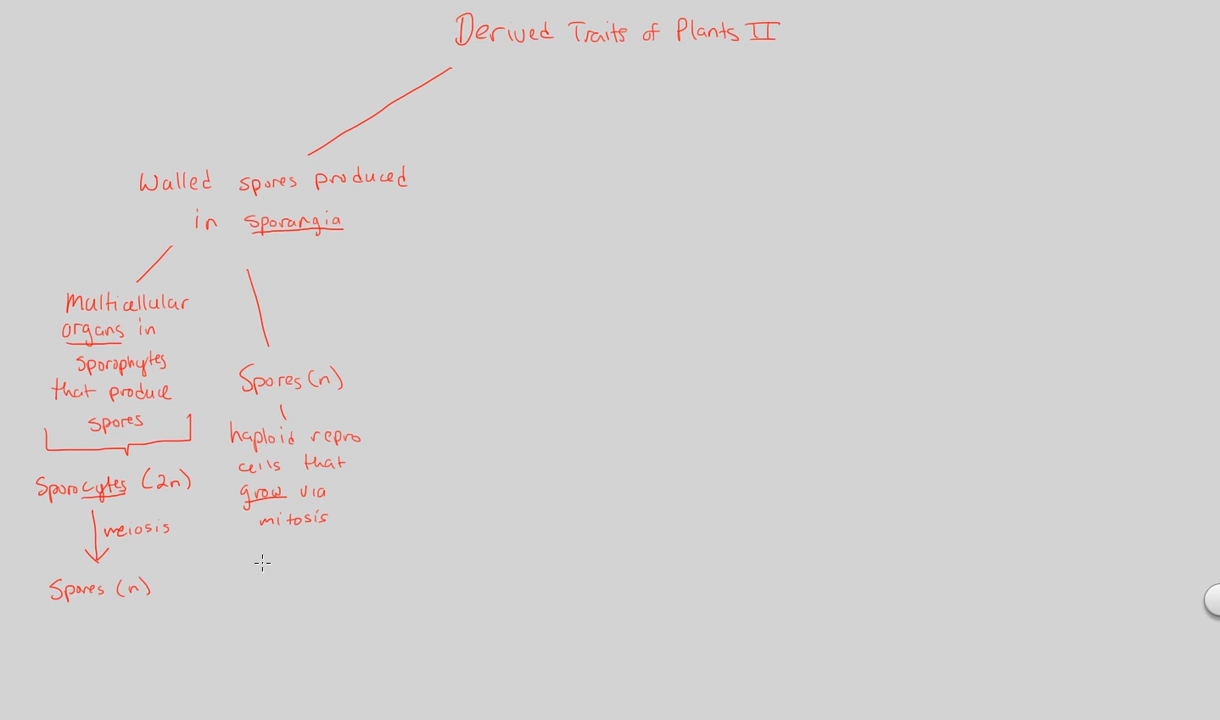 Derived Traits of Plants II
Walled spores produced
in sporangia
Multicellular
organs in
sporophytes
that produce
spores
Sporocytes (2n)
meiosis
Spores (n)
Spores (n)
haploid repro
cells that
grow via
mitosis